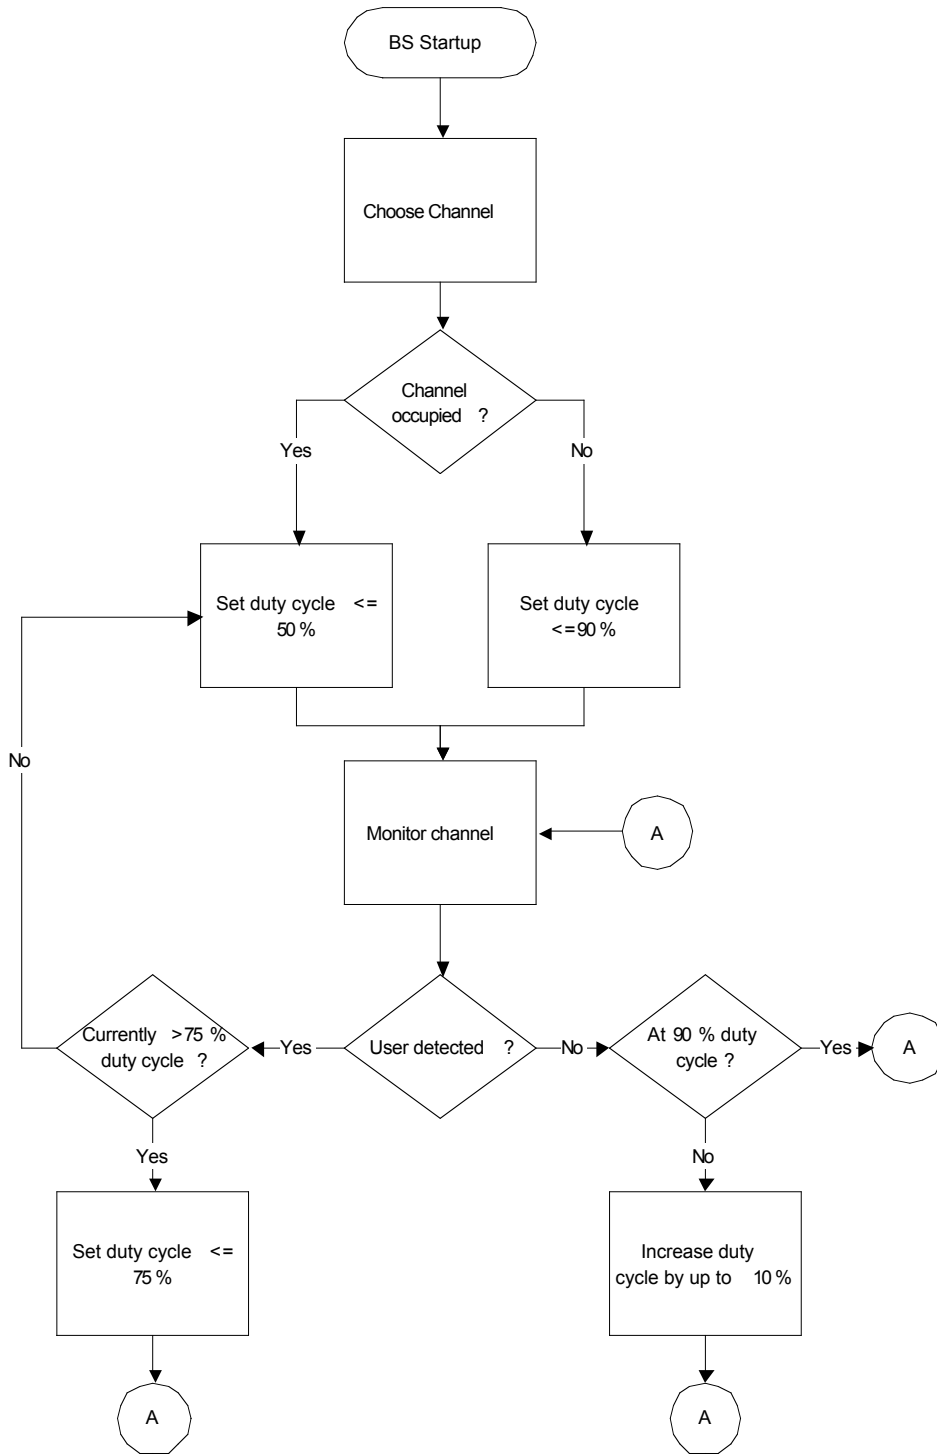 BS Startup
Choose Channel
Channel
occupied ?
Yes
No
Set duty cycle <=
50 %
Set duty cycle
<=90 %
No
Monitor channel
A
Currently >75 %
duty cycle ?
Yes
User detected ?
No
At 90 % duty
cycle ?
Yes
A
Yes
No
Set duty cycle <=
75 %
Increase duty
cycle by up to 10 %
A
A